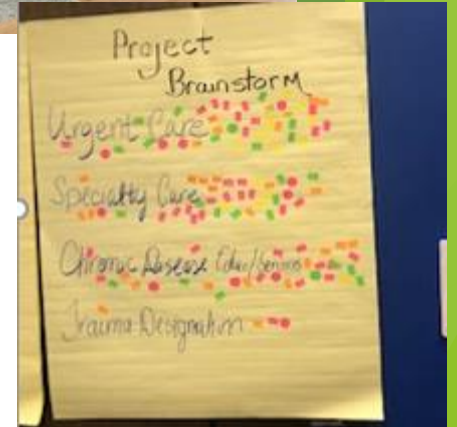 Project
Brainstorm
Urgent Care
Specialty Care
Chronic Disease Educ/Services
Trauma Designation